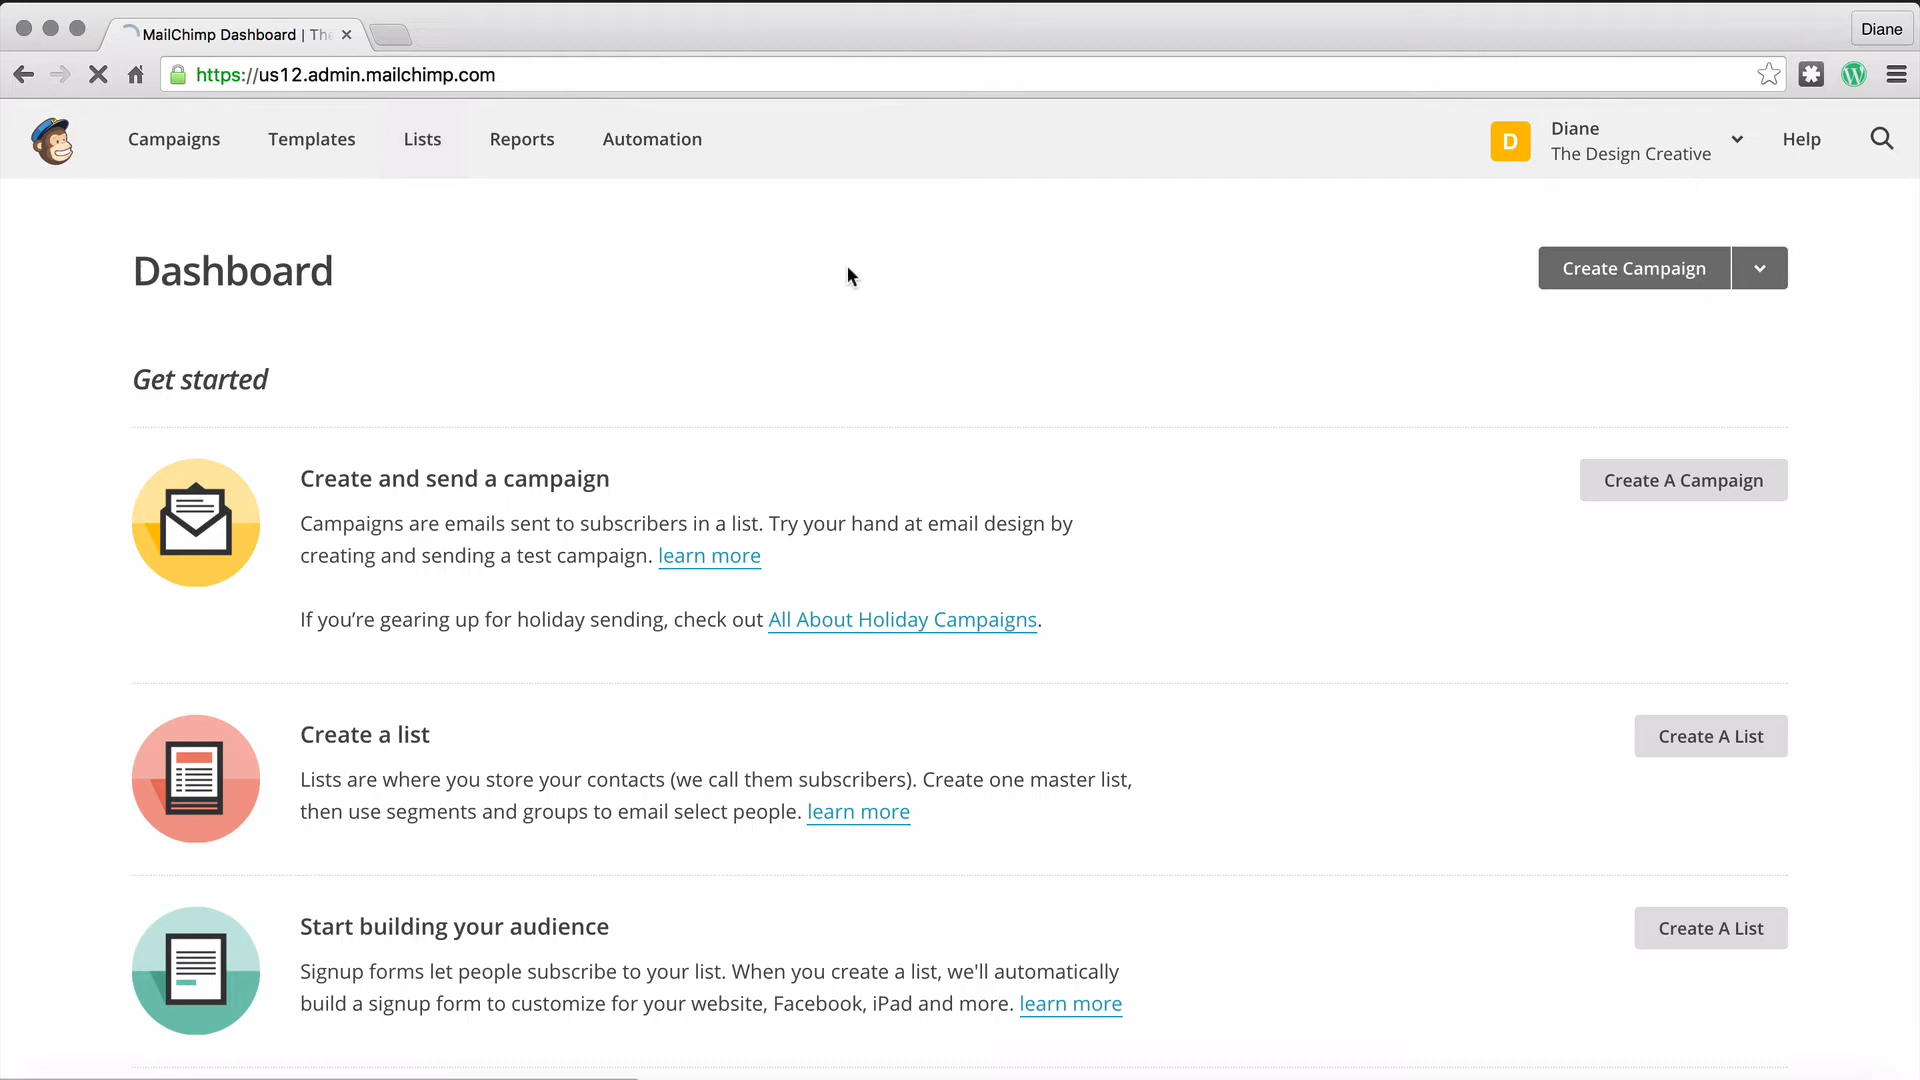 MailChimp Dashboard | The
Diane
https://us12.admin.mailchimp.com
Campaigns
Templates
Lists
Reports
Automation
D
Diane
The Design Creative
Help
Dashboard
Create Campaign
Get started
Create and send a campaign
Create A Campaign
Campaigns are emails sent to subscribers in a list. Try your hand at email design by
creating and sending a test campaign. learn more
If you’re gearing up for holiday sending, check out All About Holiday Campaigns.
Create a list
Create A List
Lists are where you store your contacts (we call them subscribers). Create one master list,
then use segments and groups to email select people. learn more
Start building your audience
Create A List
Signup forms let people subscribe to your list. When you create a list, we'll automatically
build a signup form to customize for your website, Facebook, iPad and more. learn more